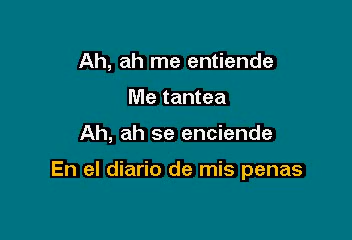 Ah, ah me entiende
Me tantea
Ah, ah se enciende
En el diario de mis penas